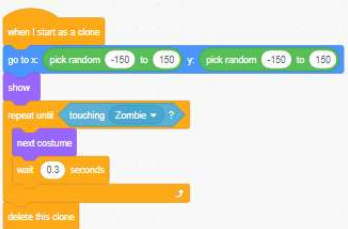 when I start as a clone
go to x: pick random -150 to 150 y: pick random -150 to 150
show
repeat until touching Zombie ?
next costume
wait 0.3 seconds
delete this clone